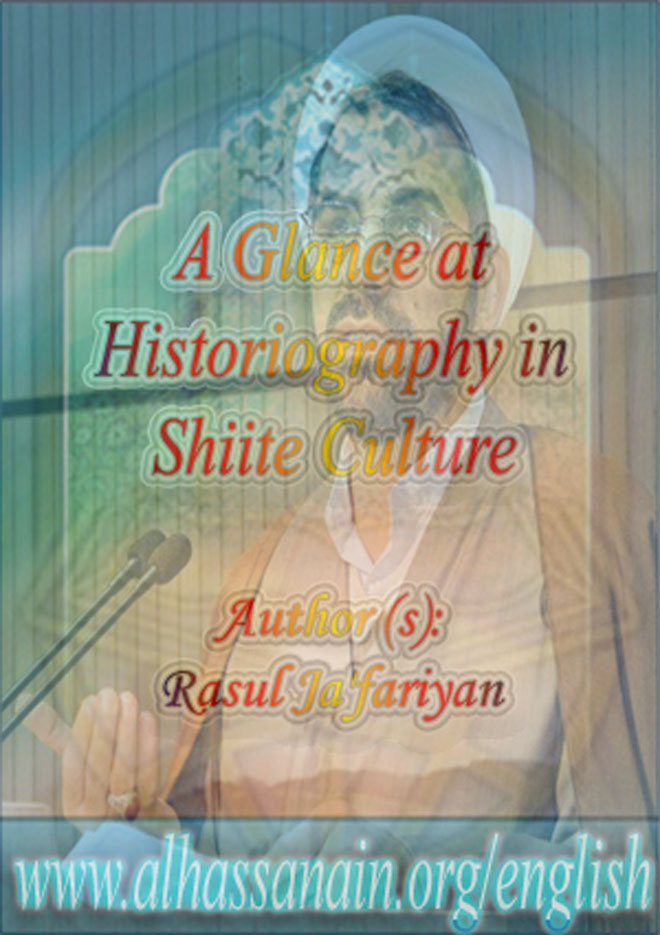 A Glance at
Historiography in
Shiite Culture
Author (s):
Rasul Ja'fariyan
www.alhassanain.org/english